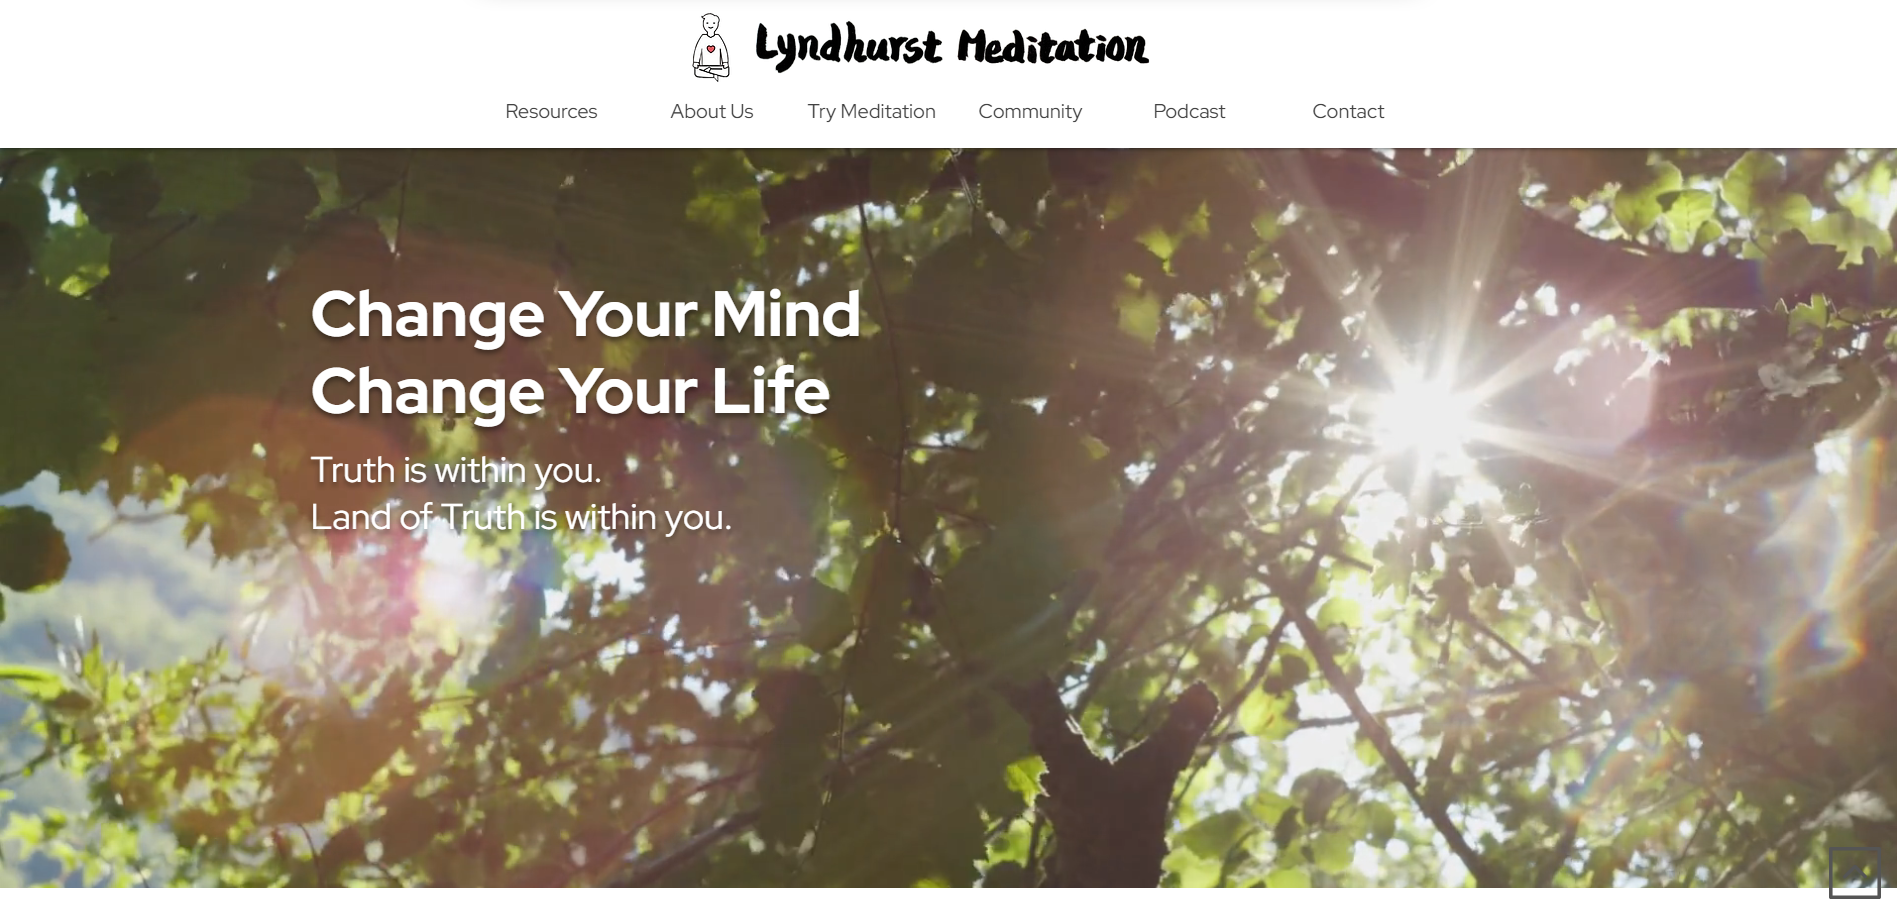 Lyndhurst Meditation
Resources About Us Try Meditation Community Podcast Contact
Change Your Mind
Change Your Life
Truth is within you.
Land of Truth is within you.